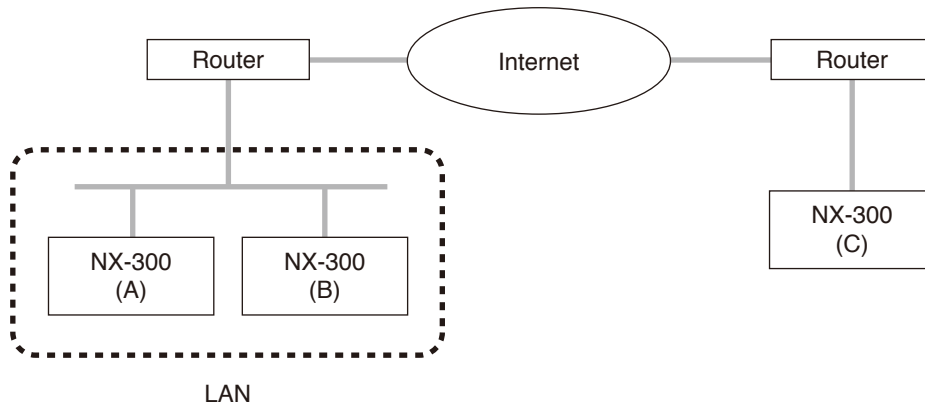 Router
Internet
Router
NX-300
(A)
NX-300
(B)
NX-300
(C)
LAN